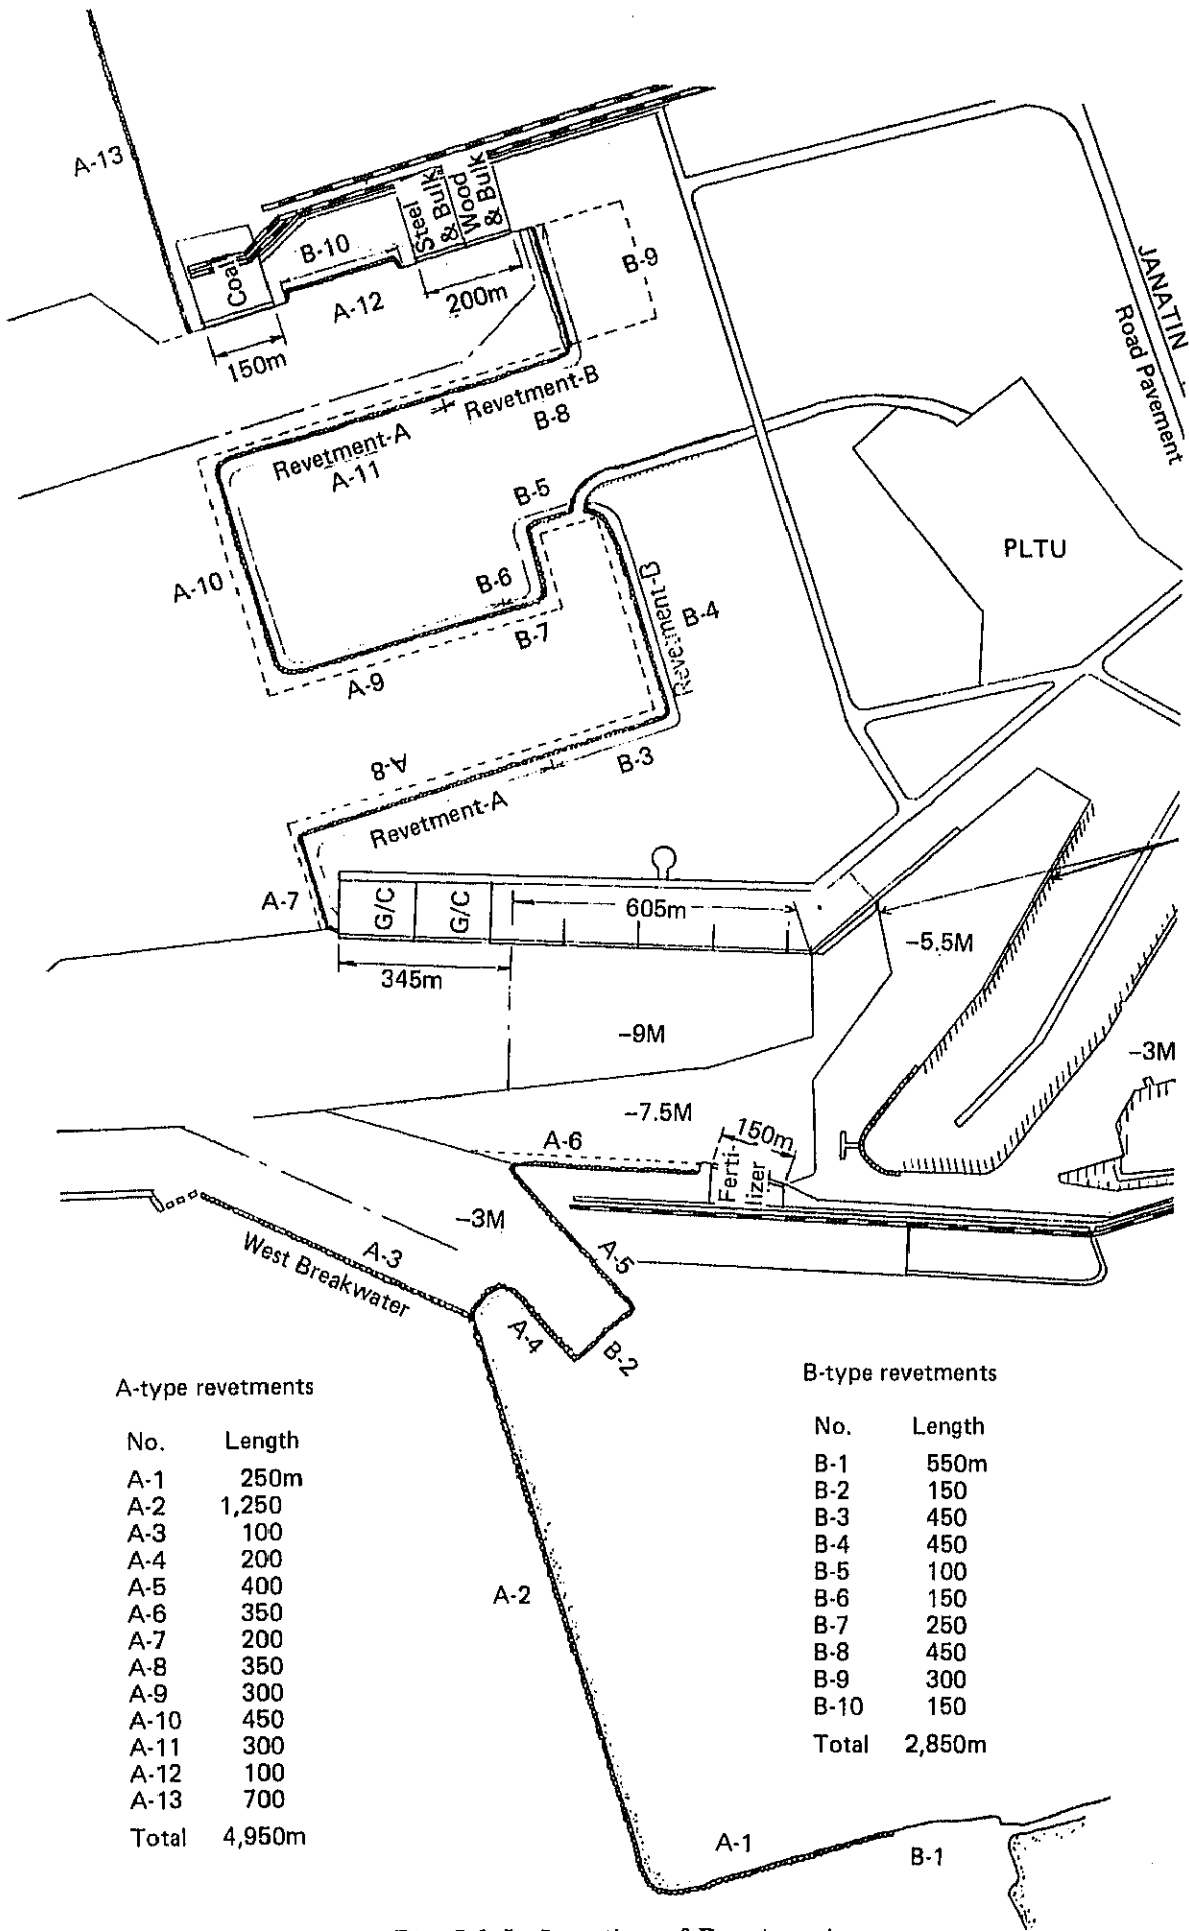 A-13
Coal
B-10
Steel
& Bulk
Wood
& Bulk
B-9
A-12
200m
150m
JANATIN
Road Pavement
Revetment-B
B-8
Revetment-A
A-11
B-5
A-10
B-6
B-7
Revetment-B
B-4
PLTU
A-9
A-8
B-3
Revetment-A
A-7
G/C
G/C
605m
345m
-5.5M
-9M
-3M
-7.5M
A-6
150m
Ferti-
lizer
-3M
A-5
A-3
West Breakwater
A-4
B-2
A-type revetments
No. Length
A-1 250m
A-2 1,250
A-3 100
A-4 200
A-5 400
A-6 350
A-7 200
A-8 350
A-9 300
A-10 450
A-11 300
A-12 100
A-13 700
Total 4,950m
A-2
B-type revetments
No. Length
B-1 550m
B-2 150
B-3 450
B-4 450
B-5 100
B-6 150
B-7 250
B-8 450
B-9 300
B-10 150
Total 2,850m
A-1
B-1